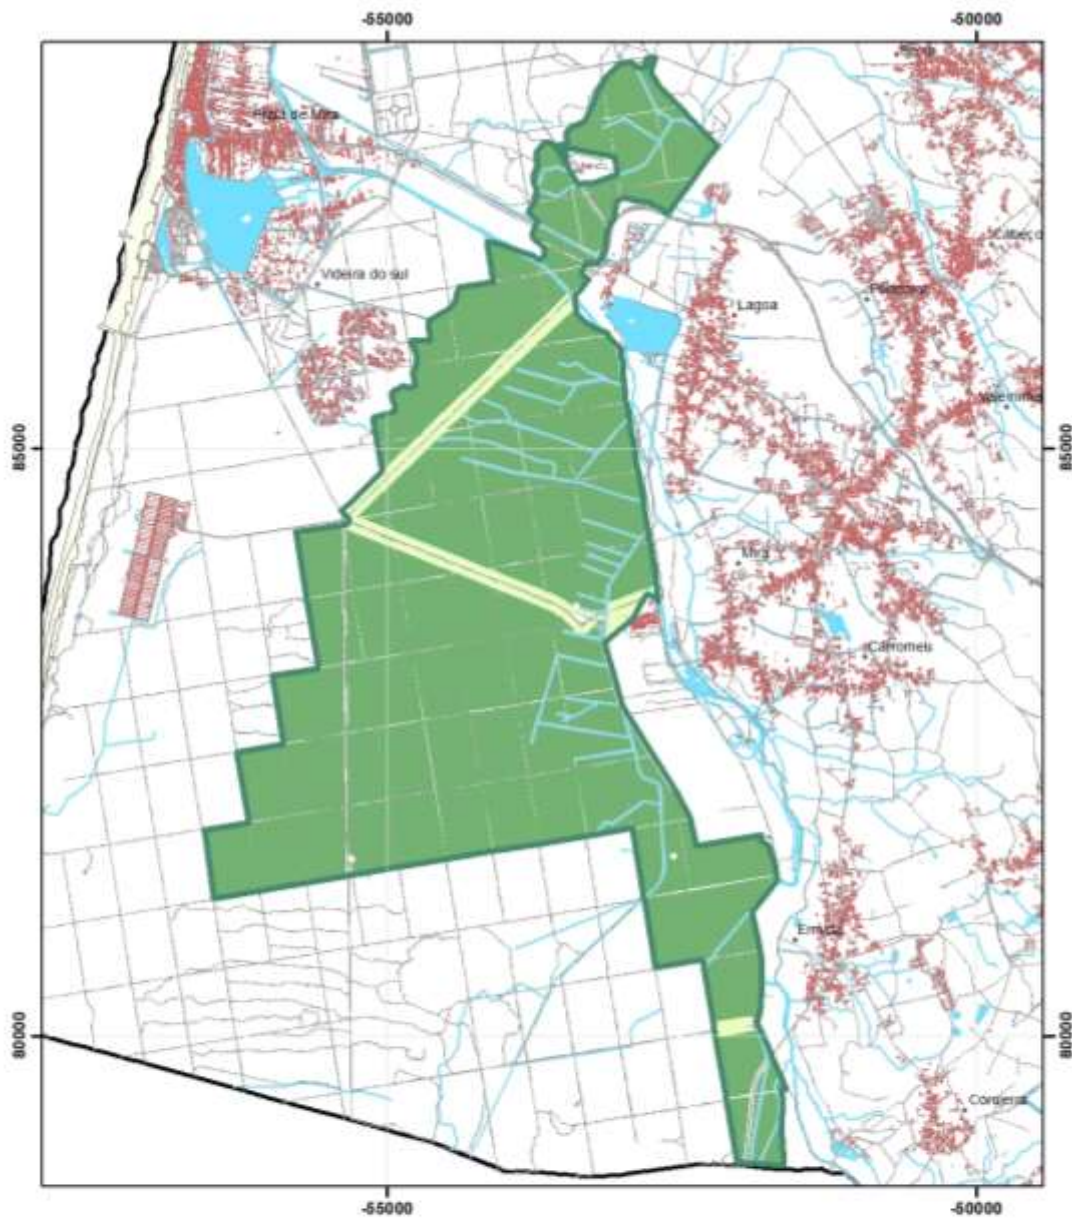 -55000
-50000
Praia de Mira
Cabeço
Videira do sul
Lagoa
85000
85000
Mira
Carromeu
Ermida
80000
80000
Corujeira
-55000
-50000